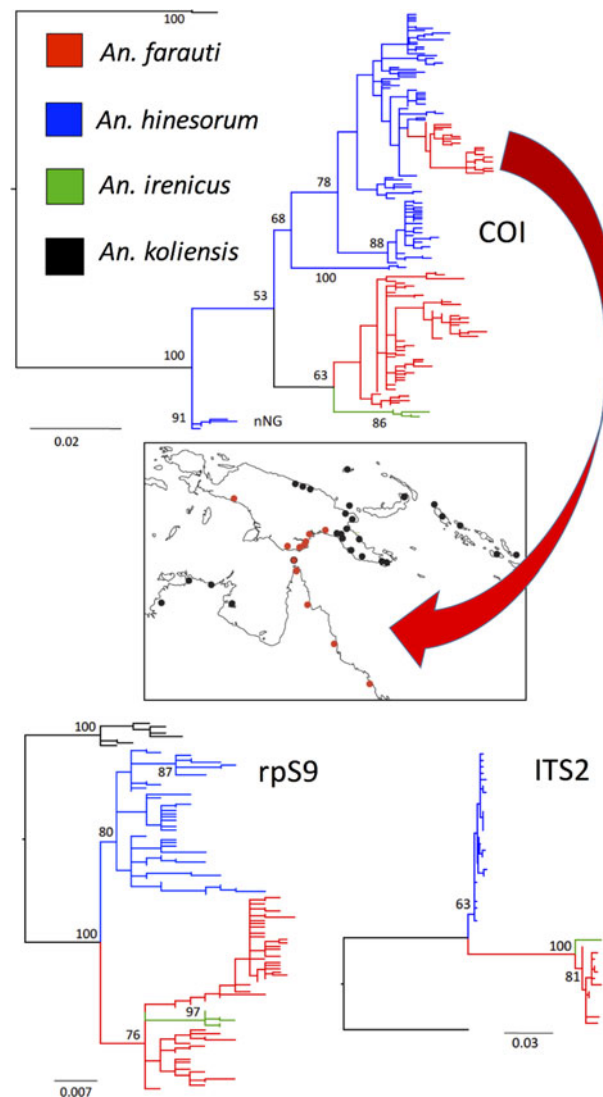 100
An. farauti
An. hinesorum
An. irenicus
An. koliensis
78
COI
68
88
100
53
63
100
91
nNG
86
0.02
100
rpS9
ITS2
87
80
63
100
100
97
81
76
0.03
0.007